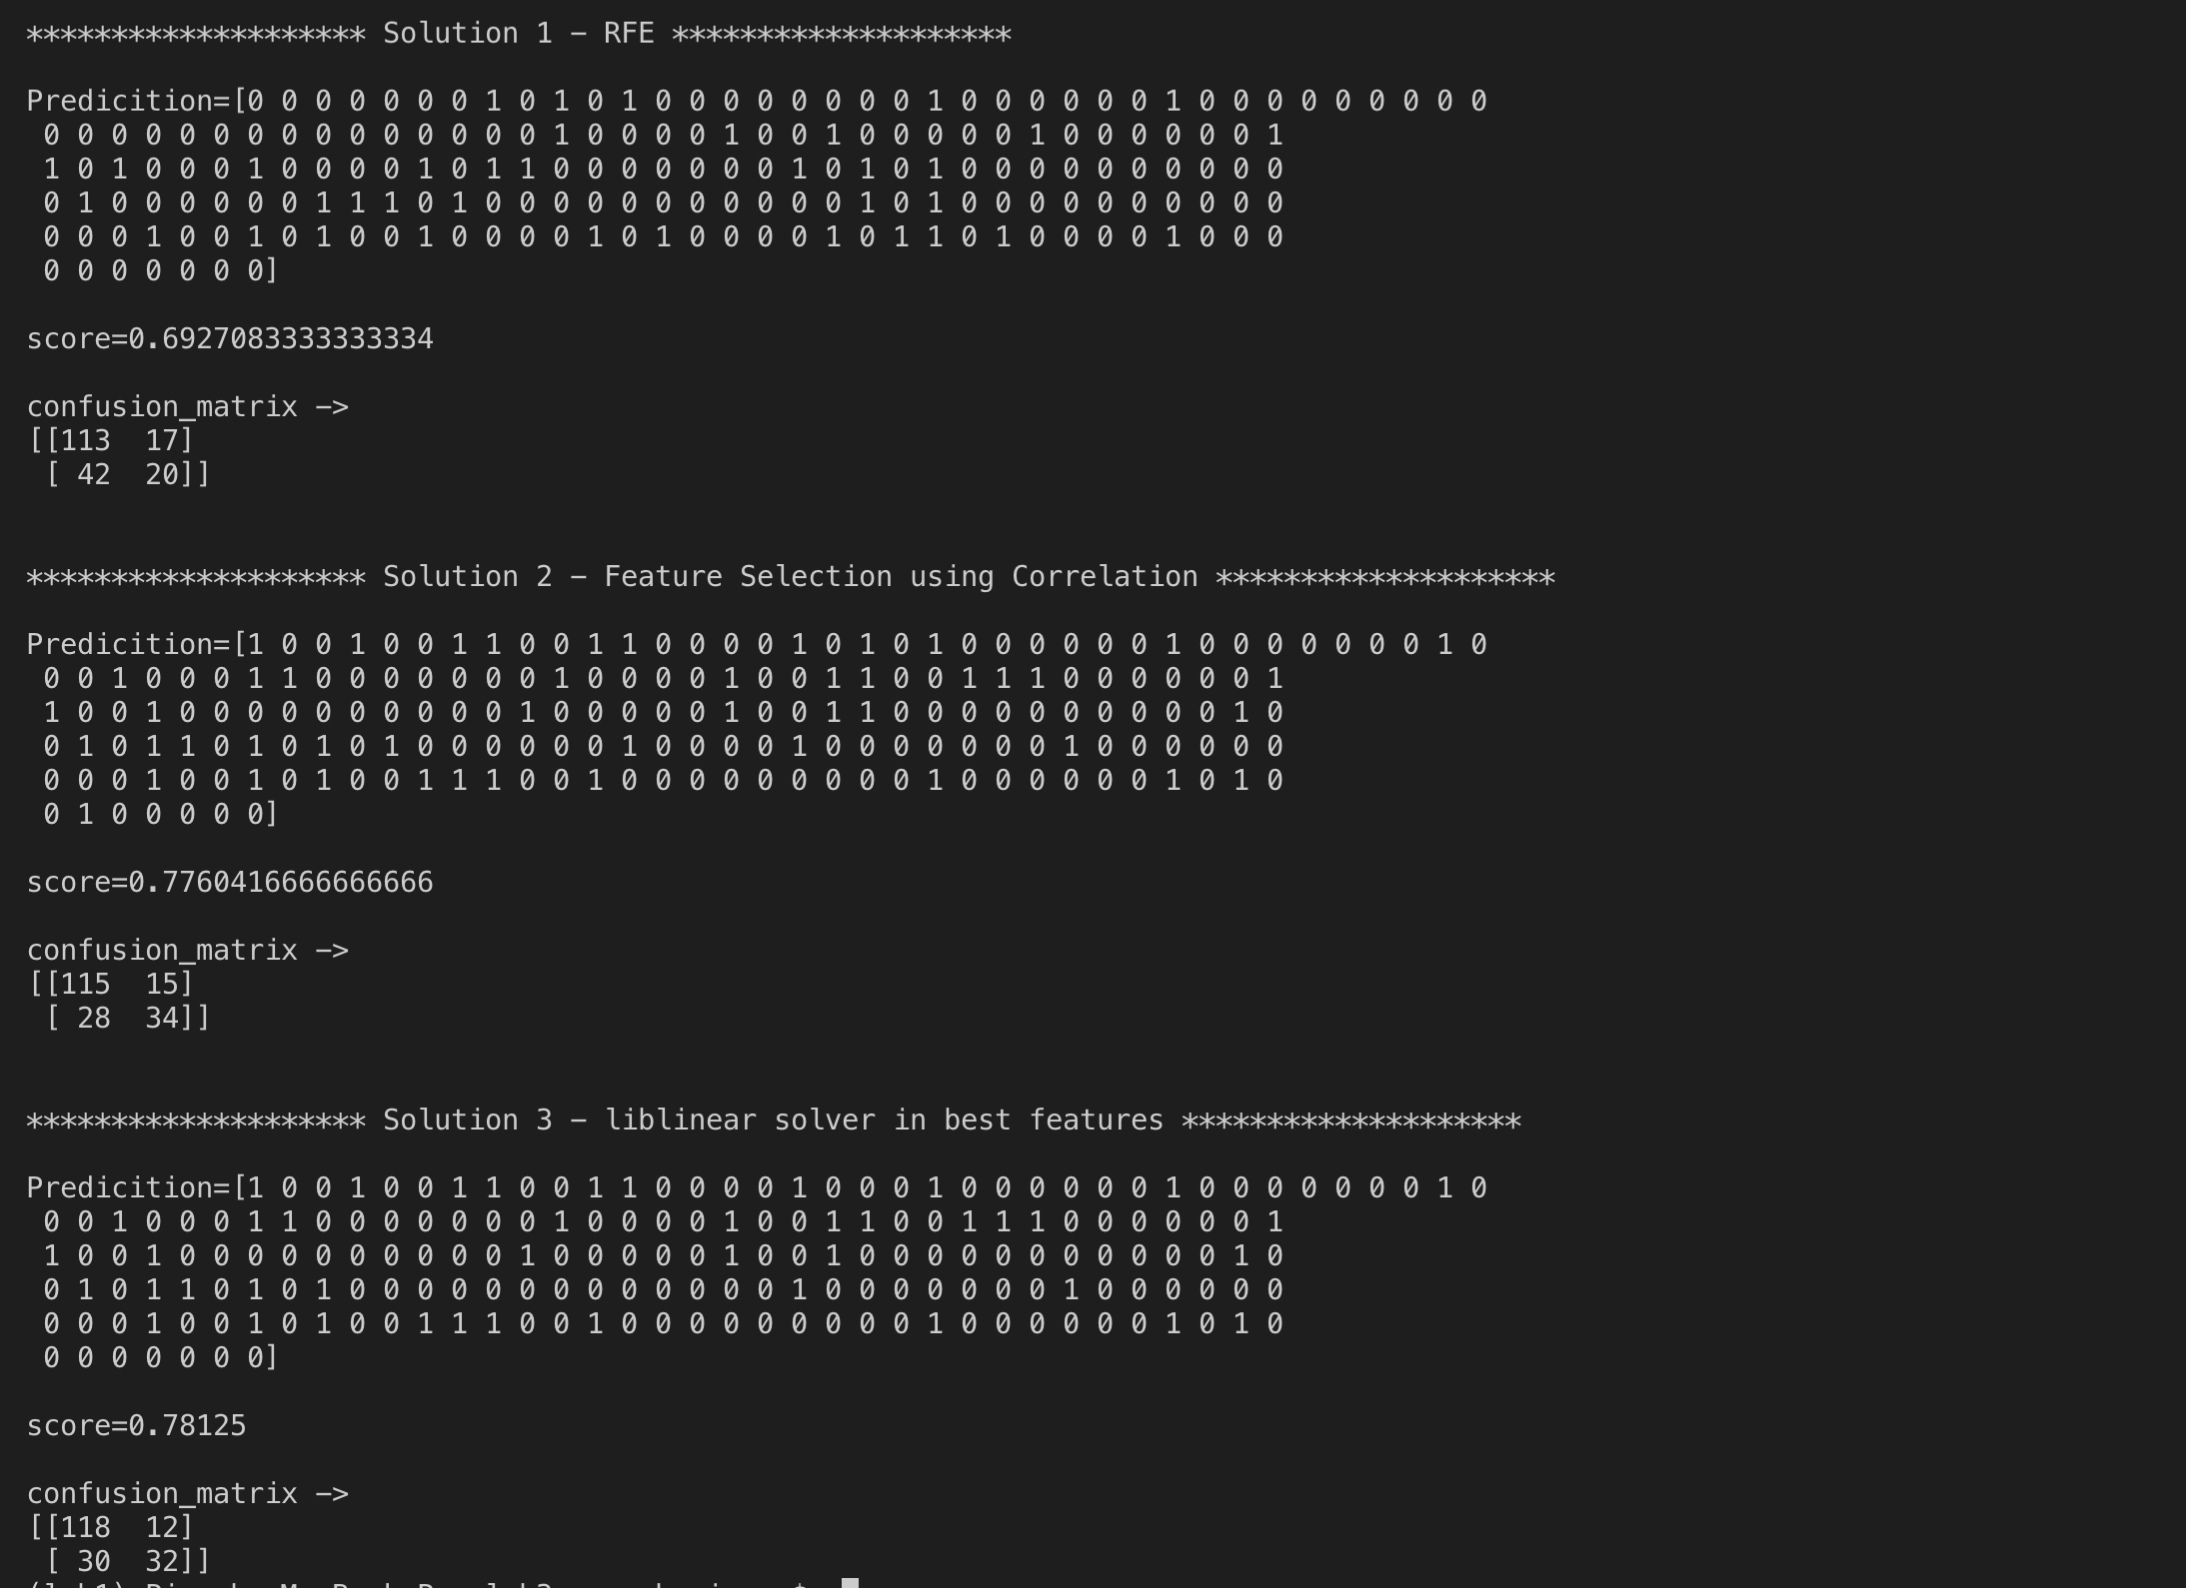 ******************** Solution 1 – RFE ********************
Predicition=[0 0 0 0 0 0 0 1 0 1 0 1 0 0 0 0 0 0 0 0 1 0 0 0 0 0 0 1 0 0 0 0 0 0 0 0 0
0 0 0 0 0 0 0 0 0 0 0 0 0 0 0 1 0 0 0 0 1 0 0 1 0 0 0 0 0 1 0 0 0 0 0 0 1
1 0 1 0 0 0 1 0 0 0 0 1 0 1 1 0 0 0 0 0 0 0 1 0 1 0 1 0 0 0 0 0 0 0 0 0 0
0 1 0 0 0 0 0 0 1 1 1 0 1 0 0 0 0 0 0 0 0 0 0 0 1 0 1 0 0 0 0 0 0 0 0 0 0
0 0 0 1 0 0 1 0 1 0 0 1 0 0 0 0 1 0 1 0 0 0 0 1 0 1 1 0 1 0 0 0 0 1 0 0 0
0 0 0 0 0 0 0]
score=0.6927083333333334
confusion_matrix –>
[[113 17]
[ 42 20]]
******************** Solution 2 – Feature Selection using Correlation ********************
Predicition=[1 0 0 1 0 0 1 1 0 0 1 1 0 0 0 0 1 0 1 0 1 0 0 0 0 0 0 1 0 0 0 0 0 0 0 1 0
0 0 1 0 0 0 1 1 0 0 0 0 0 0 0 1 0 0 0 0 1 0 0 1 1 0 0 1 1 1 0 0 0 0 0 0 1
1 0 0 1 0 0 0 0 0 0 0 0 0 0 1 0 0 0 0 0 1 0 0 1 1 0 0 0 0 0 0 0 0 0 0 1 0
0 1 0 1 1 0 1 0 1 0 1 0 0 0 0 0 0 1 0 0 0 0 1 0 0 0 0 0 0 0 1 0 0 0 0 0 0
0 0 0 1 0 0 1 0 1 0 0 1 1 1 0 0 1 0 0 0 0 0 0 0 0 0 1 0 0 0 0 0 0 1 0 1 0
0 1 0 0 0 0 0]
score=0.7760416666666666
confusion_matrix –>
[[115 15]
[ 28 34]]
******************** Solution 3 – liblinear solver in best features ********************
Predicition=[1 0 0 1 0 0 1 1 0 0 1 1 0 0 0 0 1 0 0 0 1 0 0 0 0 0 0 1 0 0 0 0 0 0 0 1 0
0 0 1 0 0 0 1 1 0 0 0 0 0 0 0 1 0 0 0 0 1 0 0 1 1 0 0 1 1 1 0 0 0 0 0 0 1
1 0 0 1 0 0 0 0 0 0 0 0 0 0 1 0 0 0 0 0 1 0 0 1 0 0 0 0 0 0 0 0 0 0 0 1 0
0 1 0 1 1 0 1 0 1 0 0 0 0 0 0 0 0 0 0 0 0 0 1 0 0 0 0 0 0 0 1 0 0 0 0 0 0
0 0 0 1 0 0 1 0 1 0 0 1 1 1 0 0 1 0 0 0 0 0 0 0 0 0 1 0 0 0 0 0 0 1 0 1 0
0 0 0 0 0 0 0]
score=0.78125
confusion_matrix –>
[[118 12]
[ 30 32]]